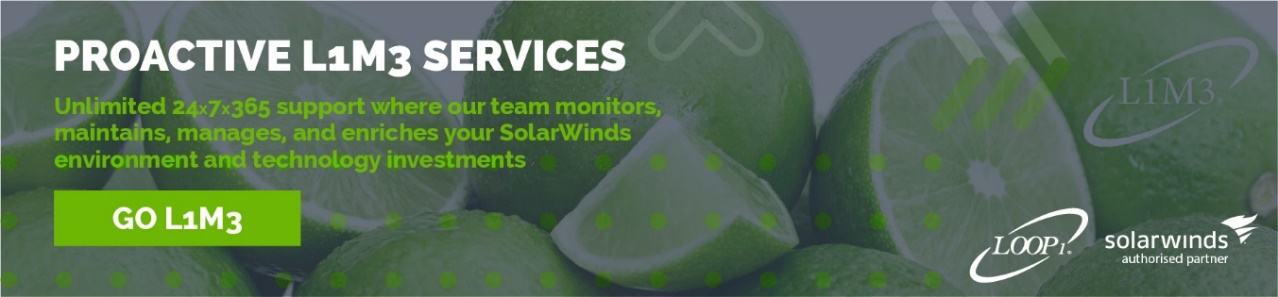 PROACTIVE L1M3 SERVICES
Unlimited 24x7x365 support where our team monitors,
maintains, manages, and enriches your SolarWinds
environment and technology investments
GO L1M3
L1M3®
LOOP1®
solarwinds
authorised partner